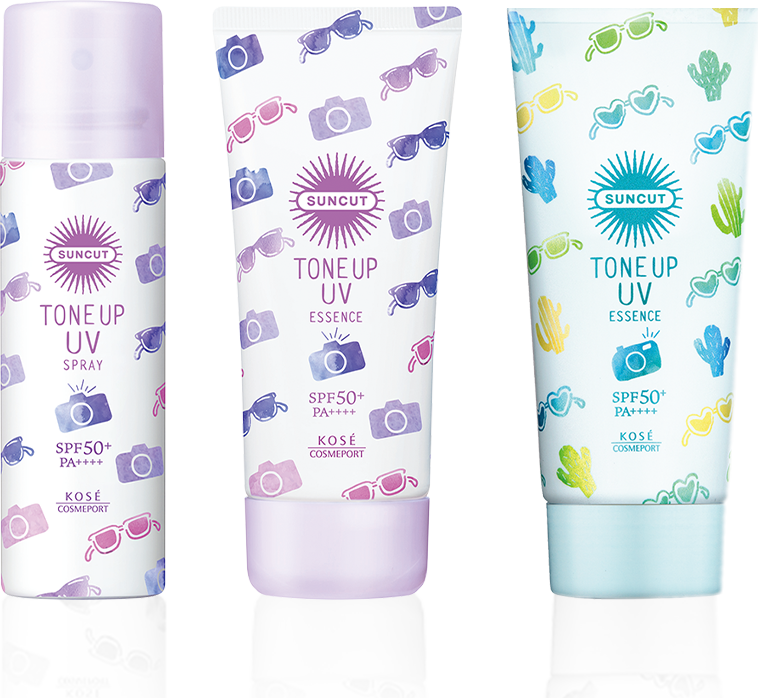 SUNCUT
TONE UP
UV
SPRAY
SPF50+
PA++++
KOSÉ
COSMEPORT
SUNCUT
TONE UP
UV
ESSENCE
SPF50+
PA++++
KOSÉ
COSMEPORT
SUNCUT
TONE UP
UV
ESSENCE
SPF50+
PA++++
KOSÉ
COSMEPORT